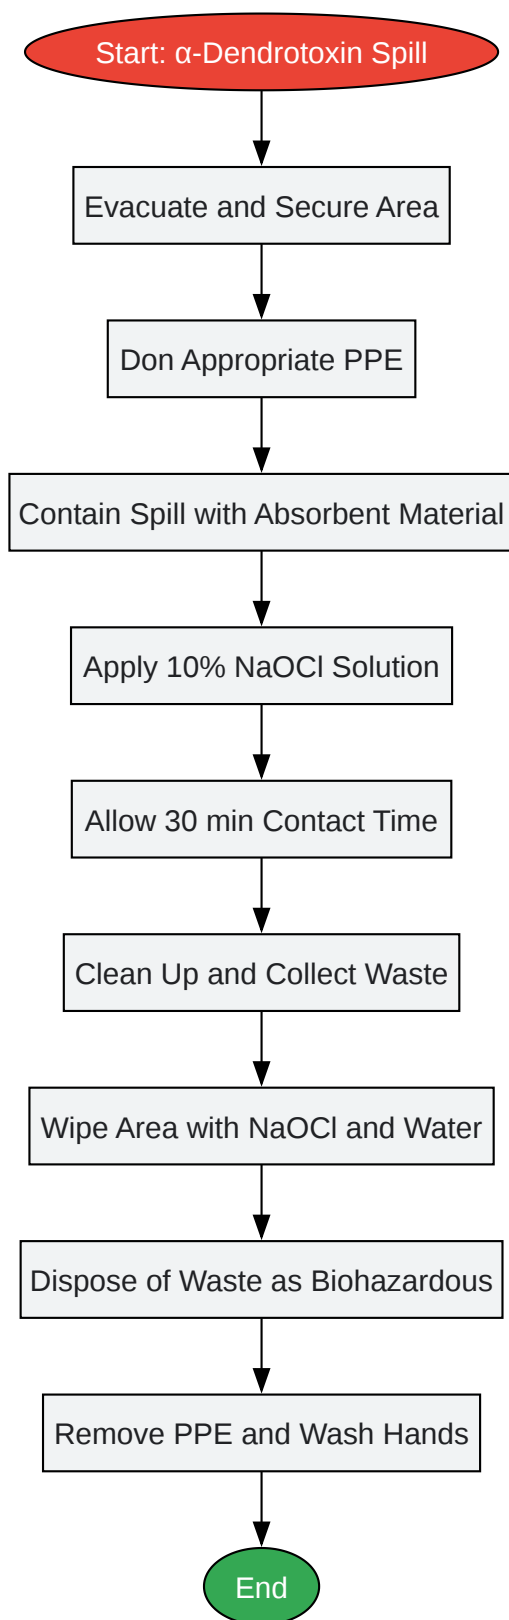 Start: α-Dendrotoxin Spill
Evacuate and Secure Area
Don Appropriate PPE
Contain Spill with Absorbent Material
Apply 10% NaOCl Solution
Allow 30 min Contact Time
Clean Up and Collect Waste
Wipe Area with NaOCl and Water
Dispose of Waste as Biohazardous
Remove PPE and Wash Hands
End